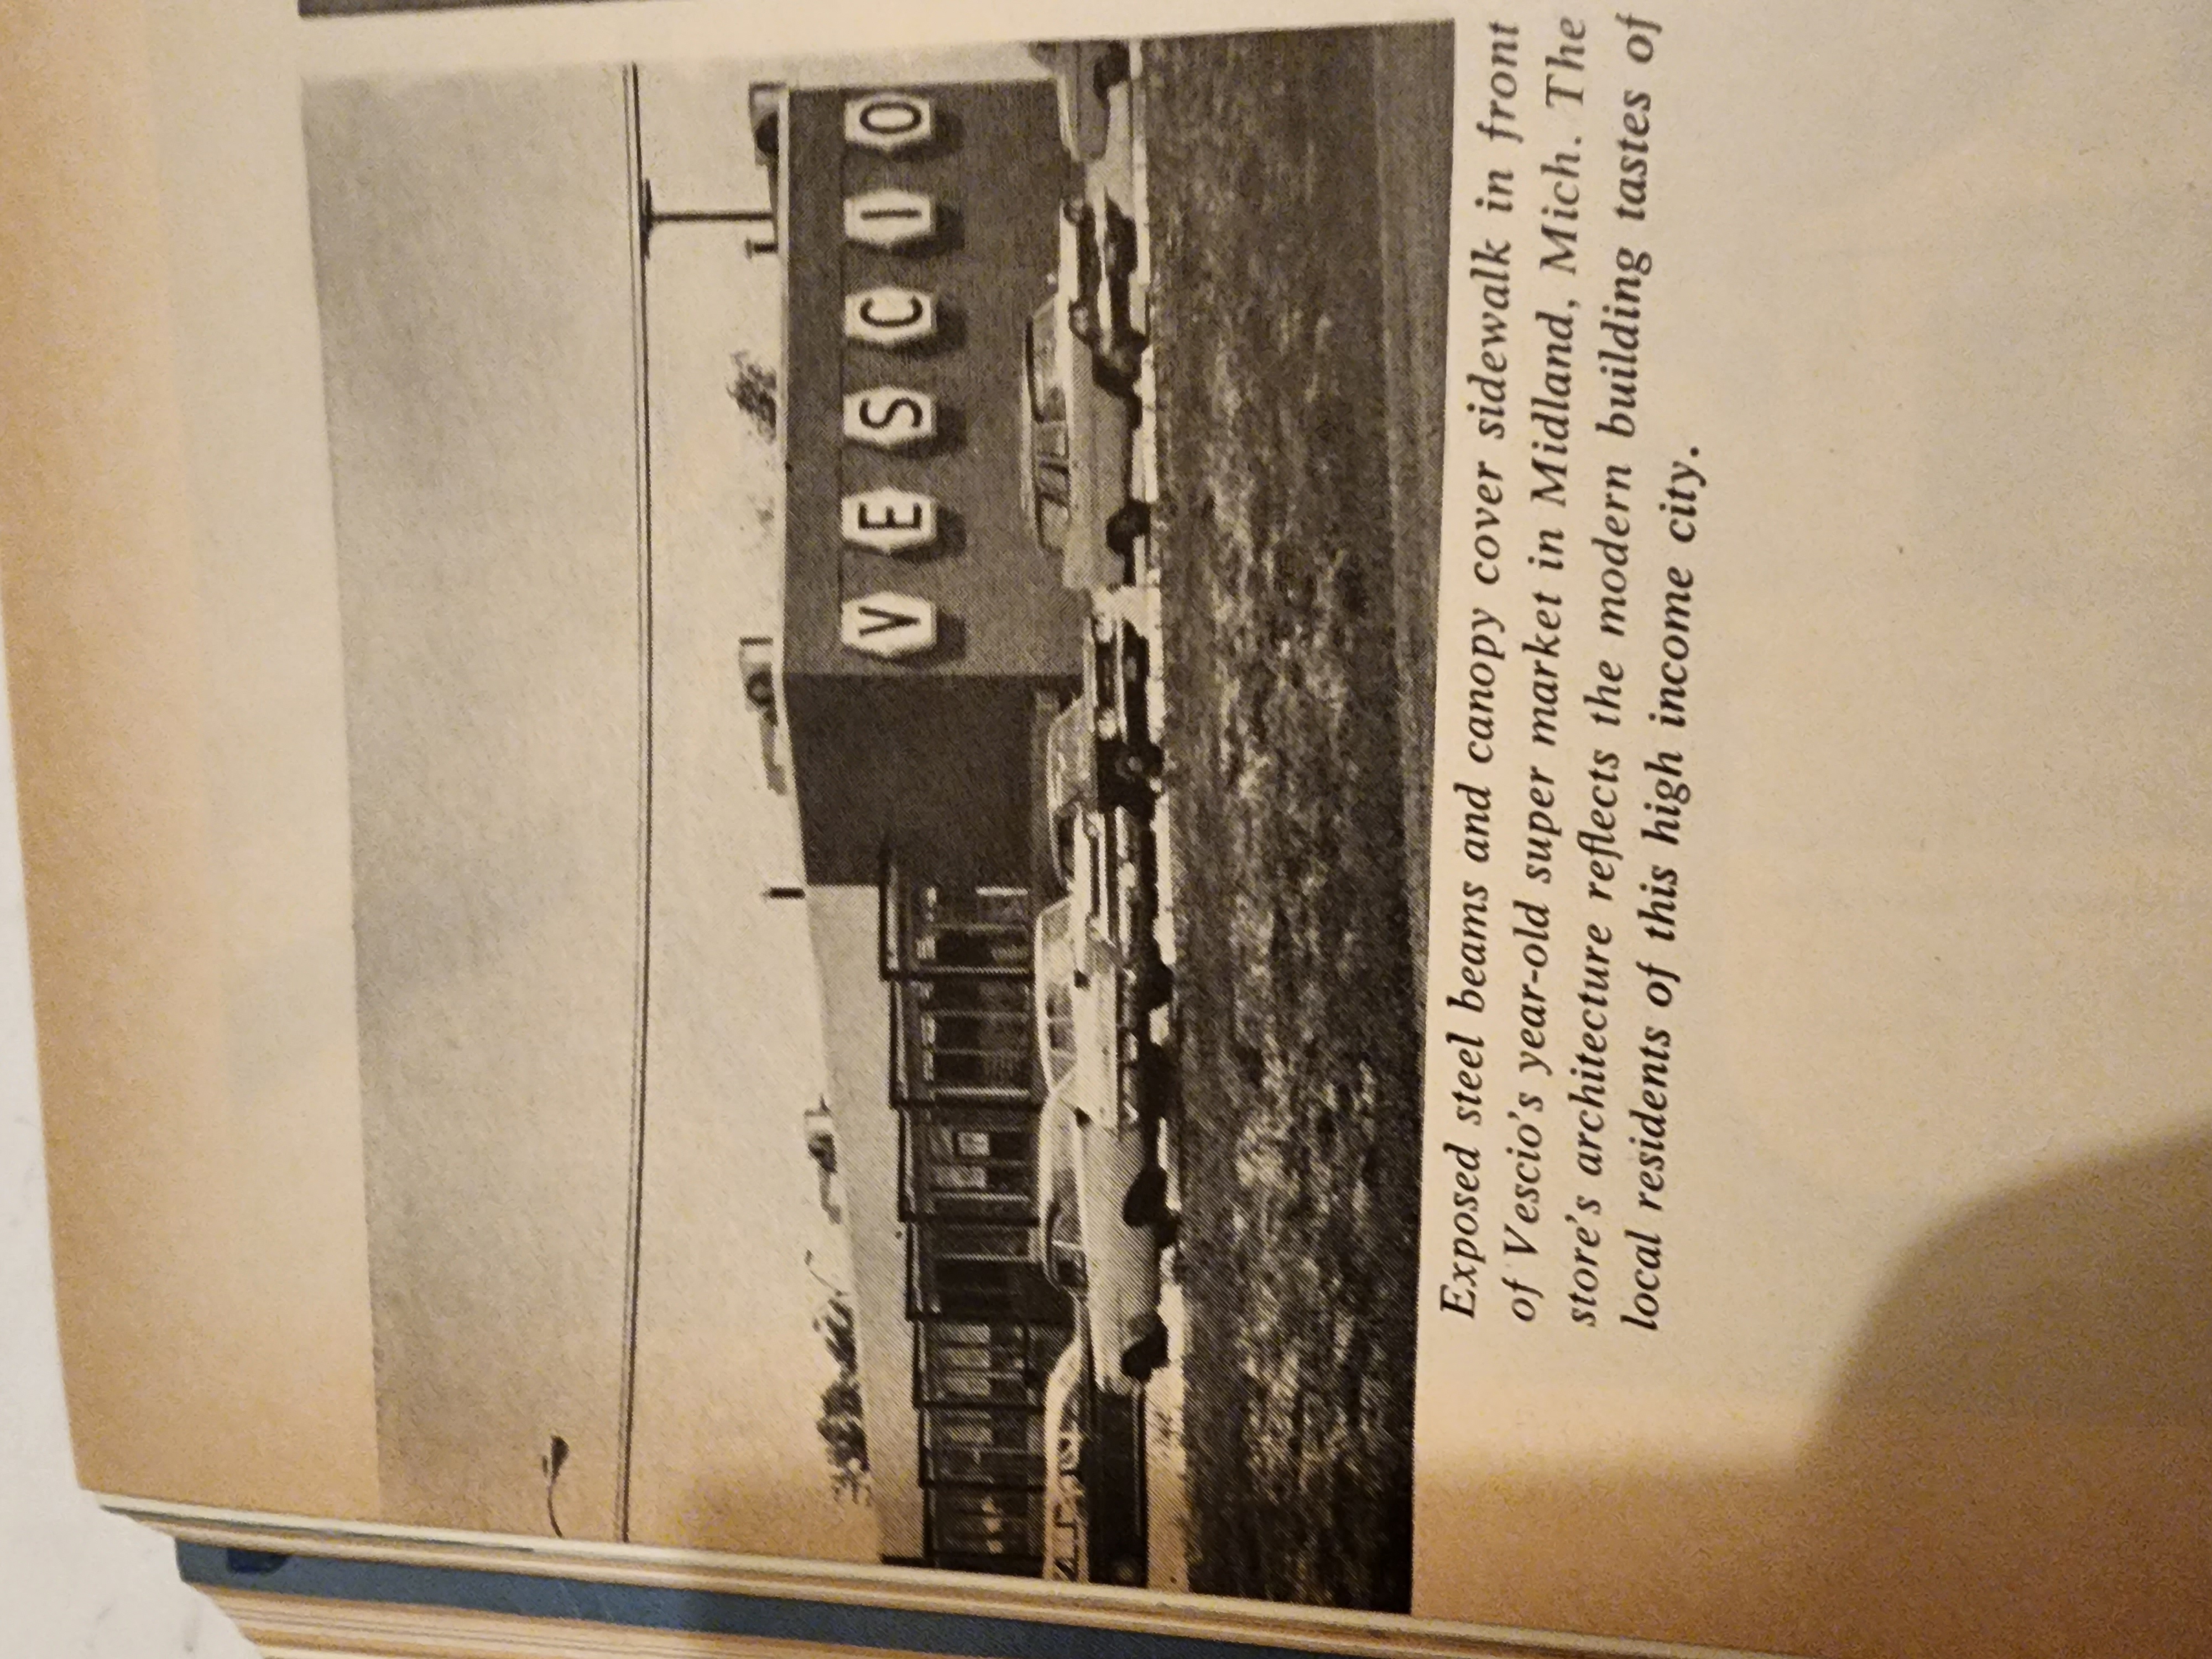 VESCIO
Exposed steel beams and canopy cover sidewalk in front
of Vescio's year-old super market in Midland, Mich. The
store's architecture reflects the modern building tastes of
local residents of this high income city.